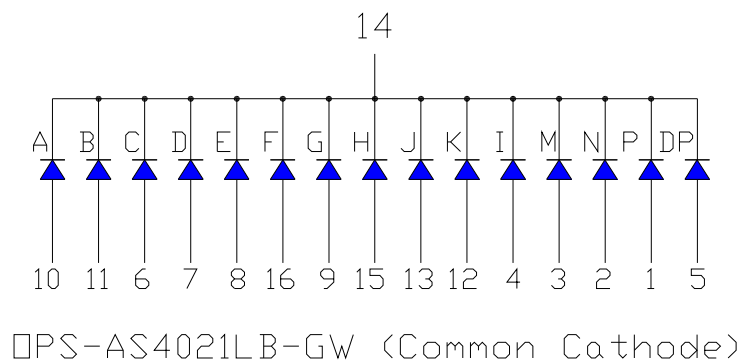 14
A B C D E F G H J K I M N P DP
10 11 6 7 8 16 9 15 13 12 4 3 2 1 5
OPS-AS4021LB-GW (Common Cathode)